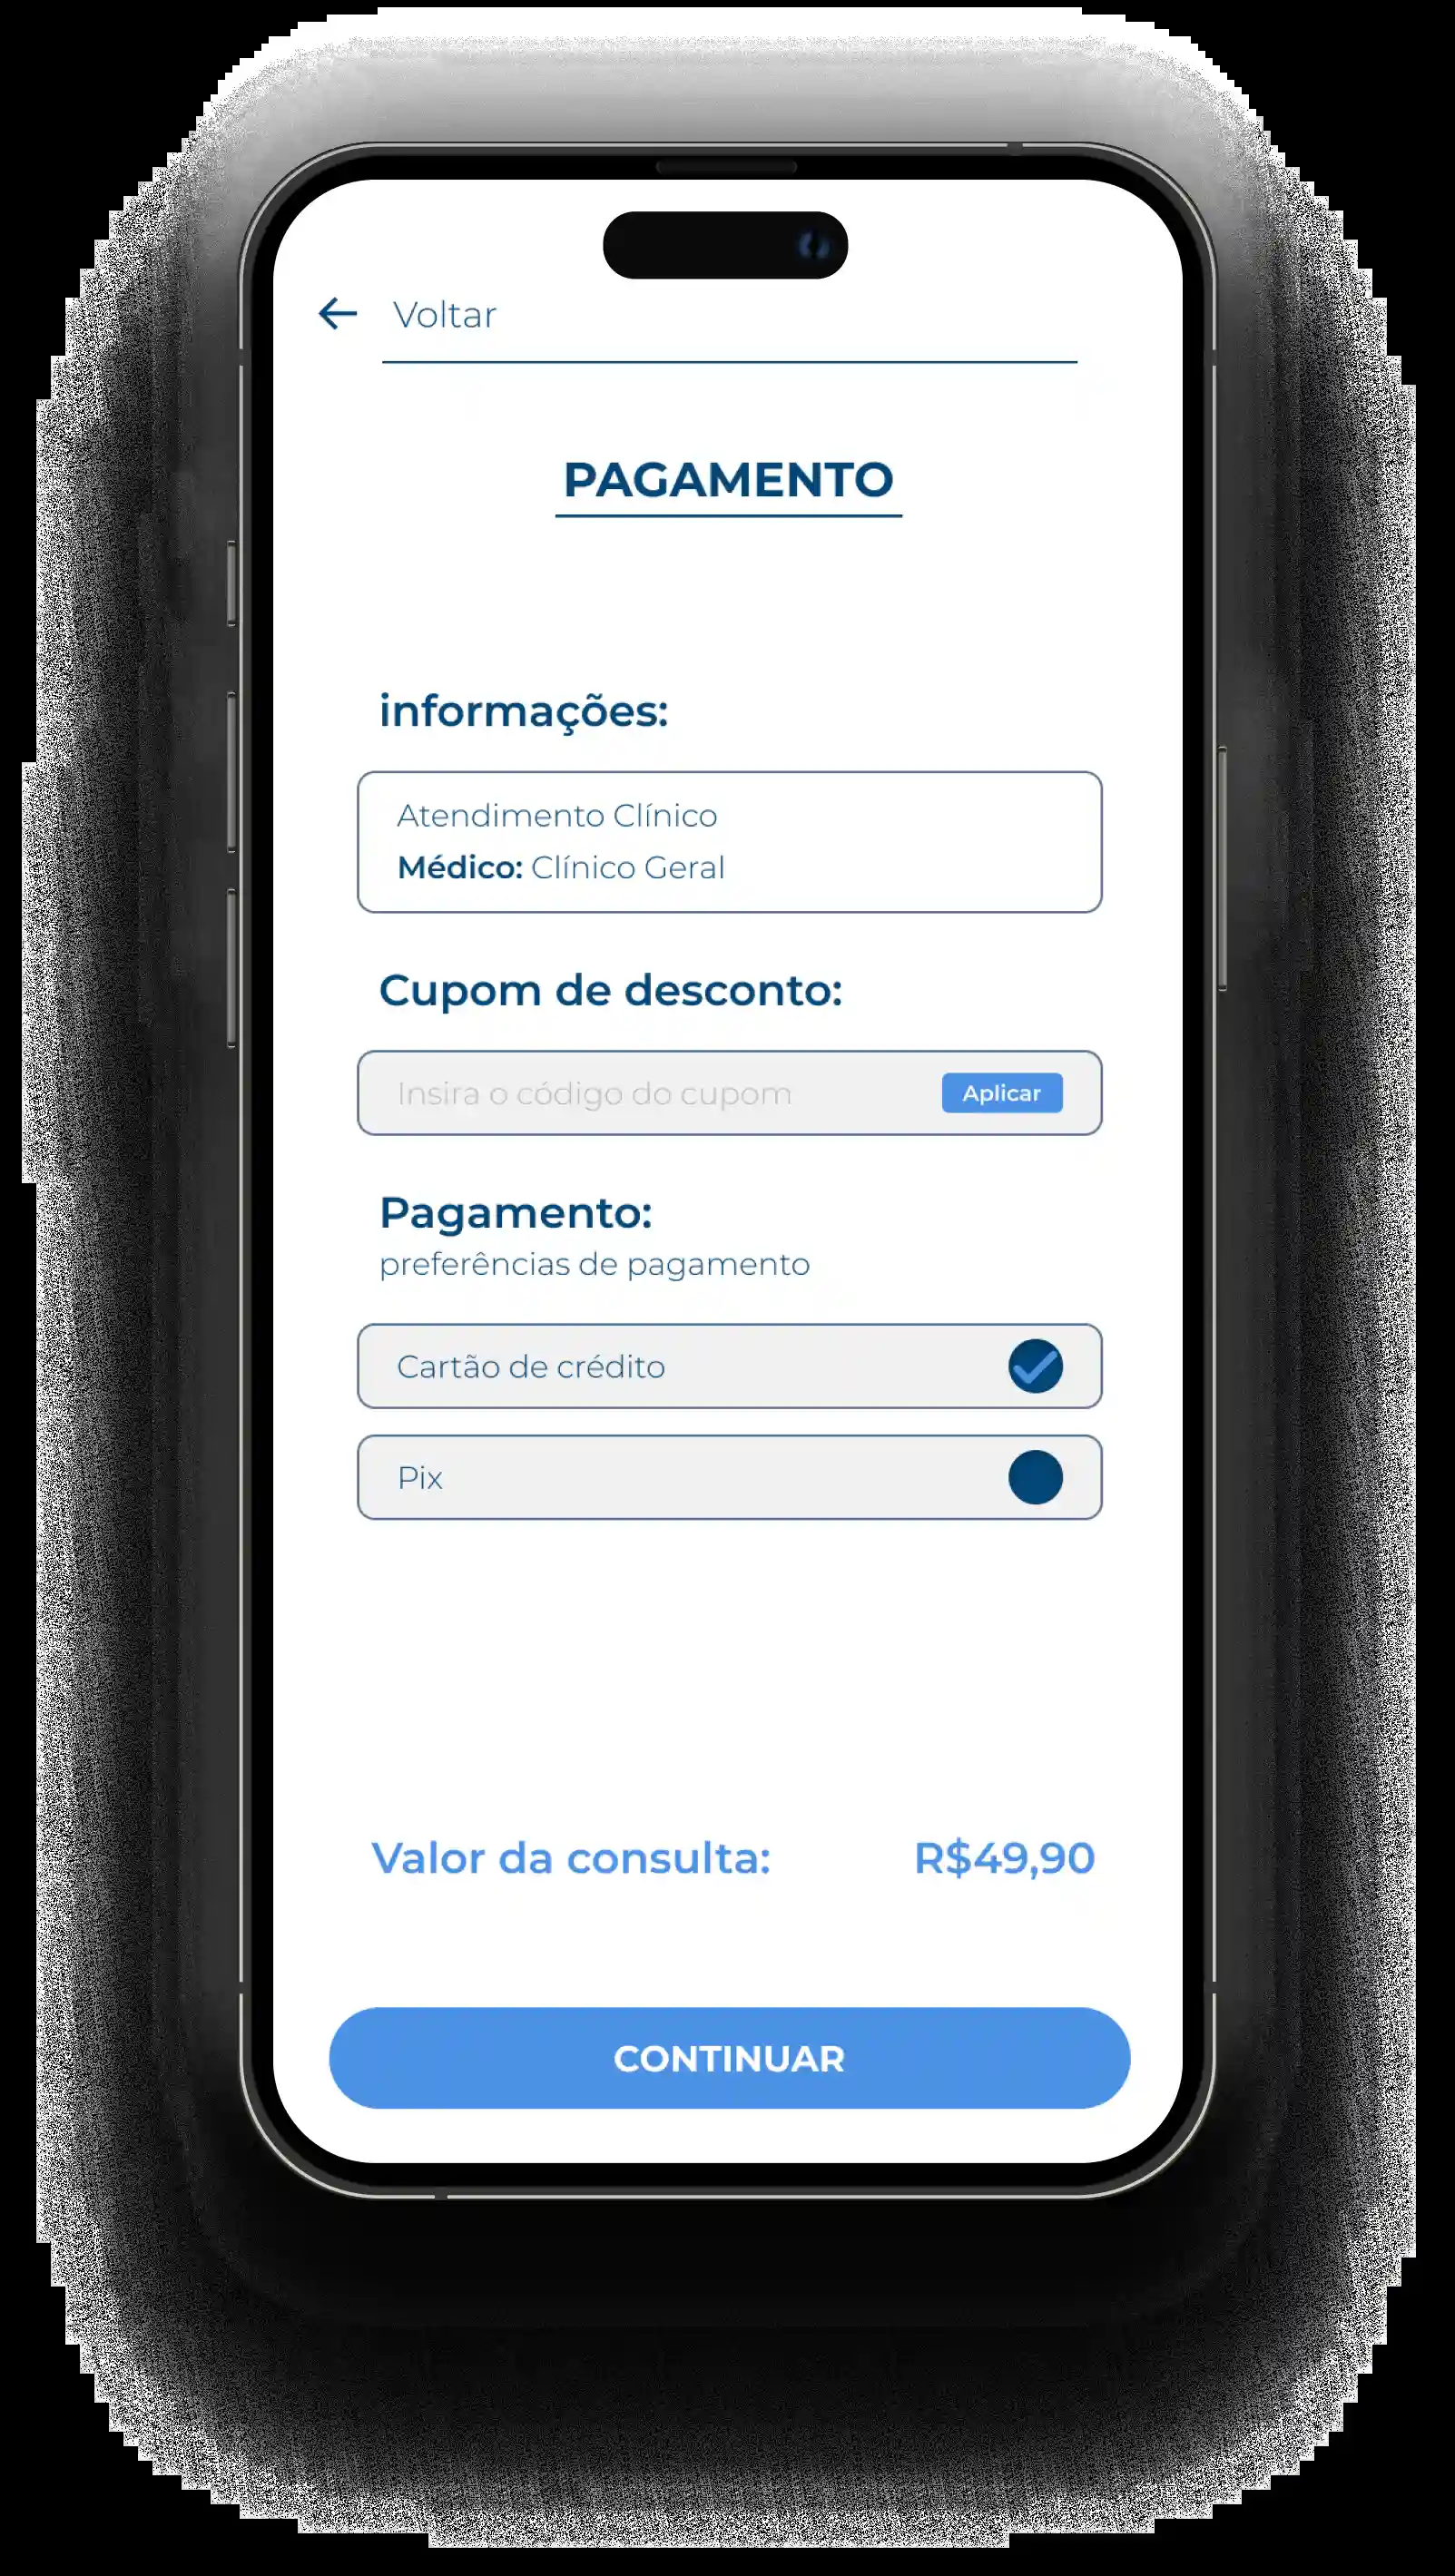 Voltar
PAGAMENTO
informações:
Atendimento Clínico
Médico: Clínico Geral
Cupom de desconto:
Insira o código do cupom
Aplicar
Pagamento:
preferências de pagamento
Cartão de crédito
Pix
Valor da consulta: R$49,90
CONTINUAR